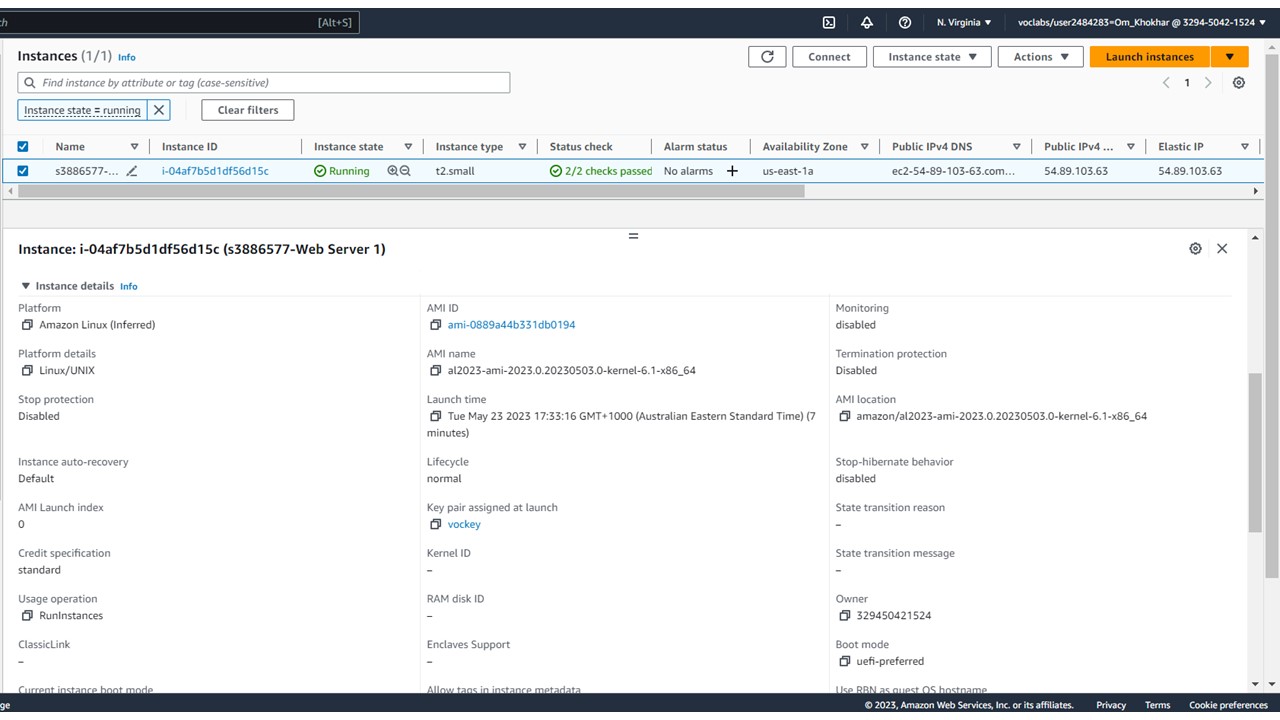 ch [Alt+S] N. Virginia ▼ voclabs/user2484283=Om_Khokhar @ 3294-5042-1524 ▼
Instances (1/1) Info Connect Instance state ▼ Actions ▼ Launch instances ▼
Find instance by attribute or tag (case-sensitive) 1
Instance state = running Clear filters
Name Instance ID Instance state Instance type Status check Alarm status Availability Zone Public IPv4 DNS Public IPv4 ... Elastic IP
s3886577-... i-04af7b5d1df56d15c Running t2.small 2/2 checks passed No alarms + us-east-1a ec2-54-89-103-63.com... 54.89.103.63 54.89.103.63
Instance: i-04af7b5d1df56d15c (s3886577-Web Server 1)
▼ Instance details Info
Platform AMI ID Monitoring
Amazon Linux (Inferred) ami-0889a44b331db0194 disabled
Platform details AMI name Termination protection
Linux/UNIX al2023-ami-2023.0.20230503.0-kernel-6.1-x86_64 Disabled
Stop protection Launch time AMI location
Disabled Tue May 23 2023 17:33:16 GMT+1000 (Australian Eastern Standard Time) (7 amazon/al2023-ami-2023.0.20230503.0-kernel-6.1-x86_64
minutes)
Instance auto-recovery Lifecycle Stop-hibernate behavior
Default normal disabled
AMI Launch index Key pair assigned at launch State transition reason
0 vockey –
Credit specification Kernel ID State transition message
standard – –
Usage operation RAM disk ID Owner
RunInstances – 329450421524
ClassicLink Enclaves Support Boot mode
– – uefi-preferred
Current instance boot mode Allow tags in instance metadata Use RBN as guest OS hostname
ge © 2023, Amazon Web Services, Inc. or its affiliates. Privacy Terms Cookie preferences